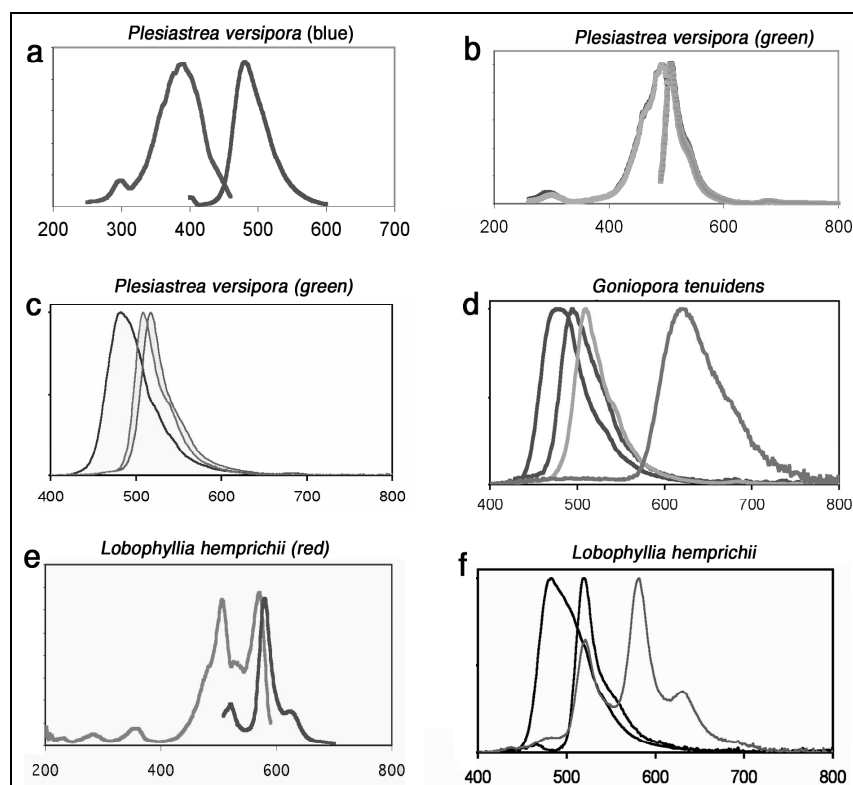 a
Plesiastrea versipora (blue)
200 300 400 500 600 700
b
Plesiastrea versipora (green)
200 400 600 800
c
Plesiastrea versipora (green)
400 500 600 700 800
d
Goniopora tenuidens
400 500 600 700 800
e
Lobophyllia hemprichii (red)
200 400 600 800
f
Lobophyllia hemprichii
400 500 600 700 800